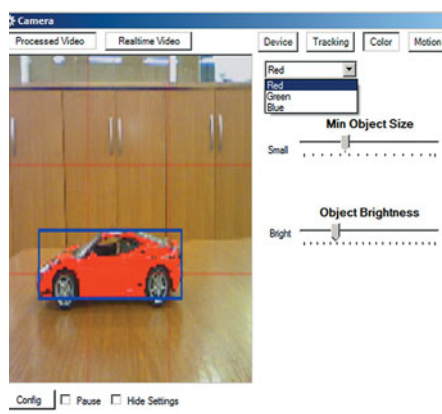 Camera
Processed Video
Realtime Video
Device
Tracking
Color
Motion
Red
Red
Green
Blue
Min Object Size
Small
Object Brightness
Bright
Config
Pause
Hide Settings